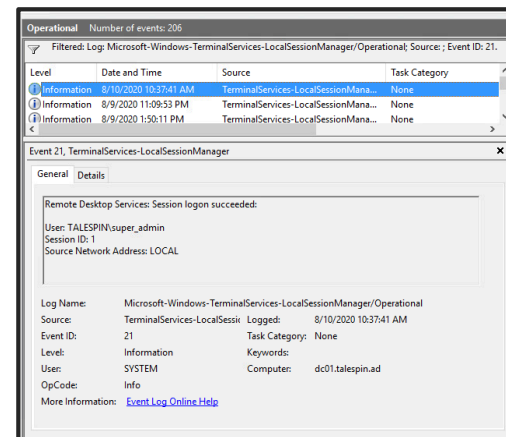 Operational Number of events: 206
Filtered: Log: Microsoft-Windows-TerminalServices-LocalSessionManager/Operational; Source: ; Event ID: 21.
Level Date and Time Source Task Category
Information 8/10/2020 10:37:41 AM TerminalServices-LocalSessionMana... None
Information 8/9/2020 11:09:53 PM TerminalServices-LocalSessionMana... None
Information 8/9/2020 1:50:11 PM TerminalServices-LocalSessionMana... None
Event 21, TerminalServices-LocalSessionManager
General Details
Remote Desktop Services: Session logon succeeded:
User: TALESPIN\super_admin
Session ID: 1
Source Network Address: LOCAL
Log Name: Microsoft-Windows-TerminalServices-LocalSessionManager/Operational
Source: TerminalServices-LocalSessic Logged: 8/10/2020 10:37:41 AM
Event ID: 21 Task Category: None
Level: Information Keywords:
User: SYSTEM Computer: dc01.talespin.ad
OpCode: Info
More Information: Event Log Online Help